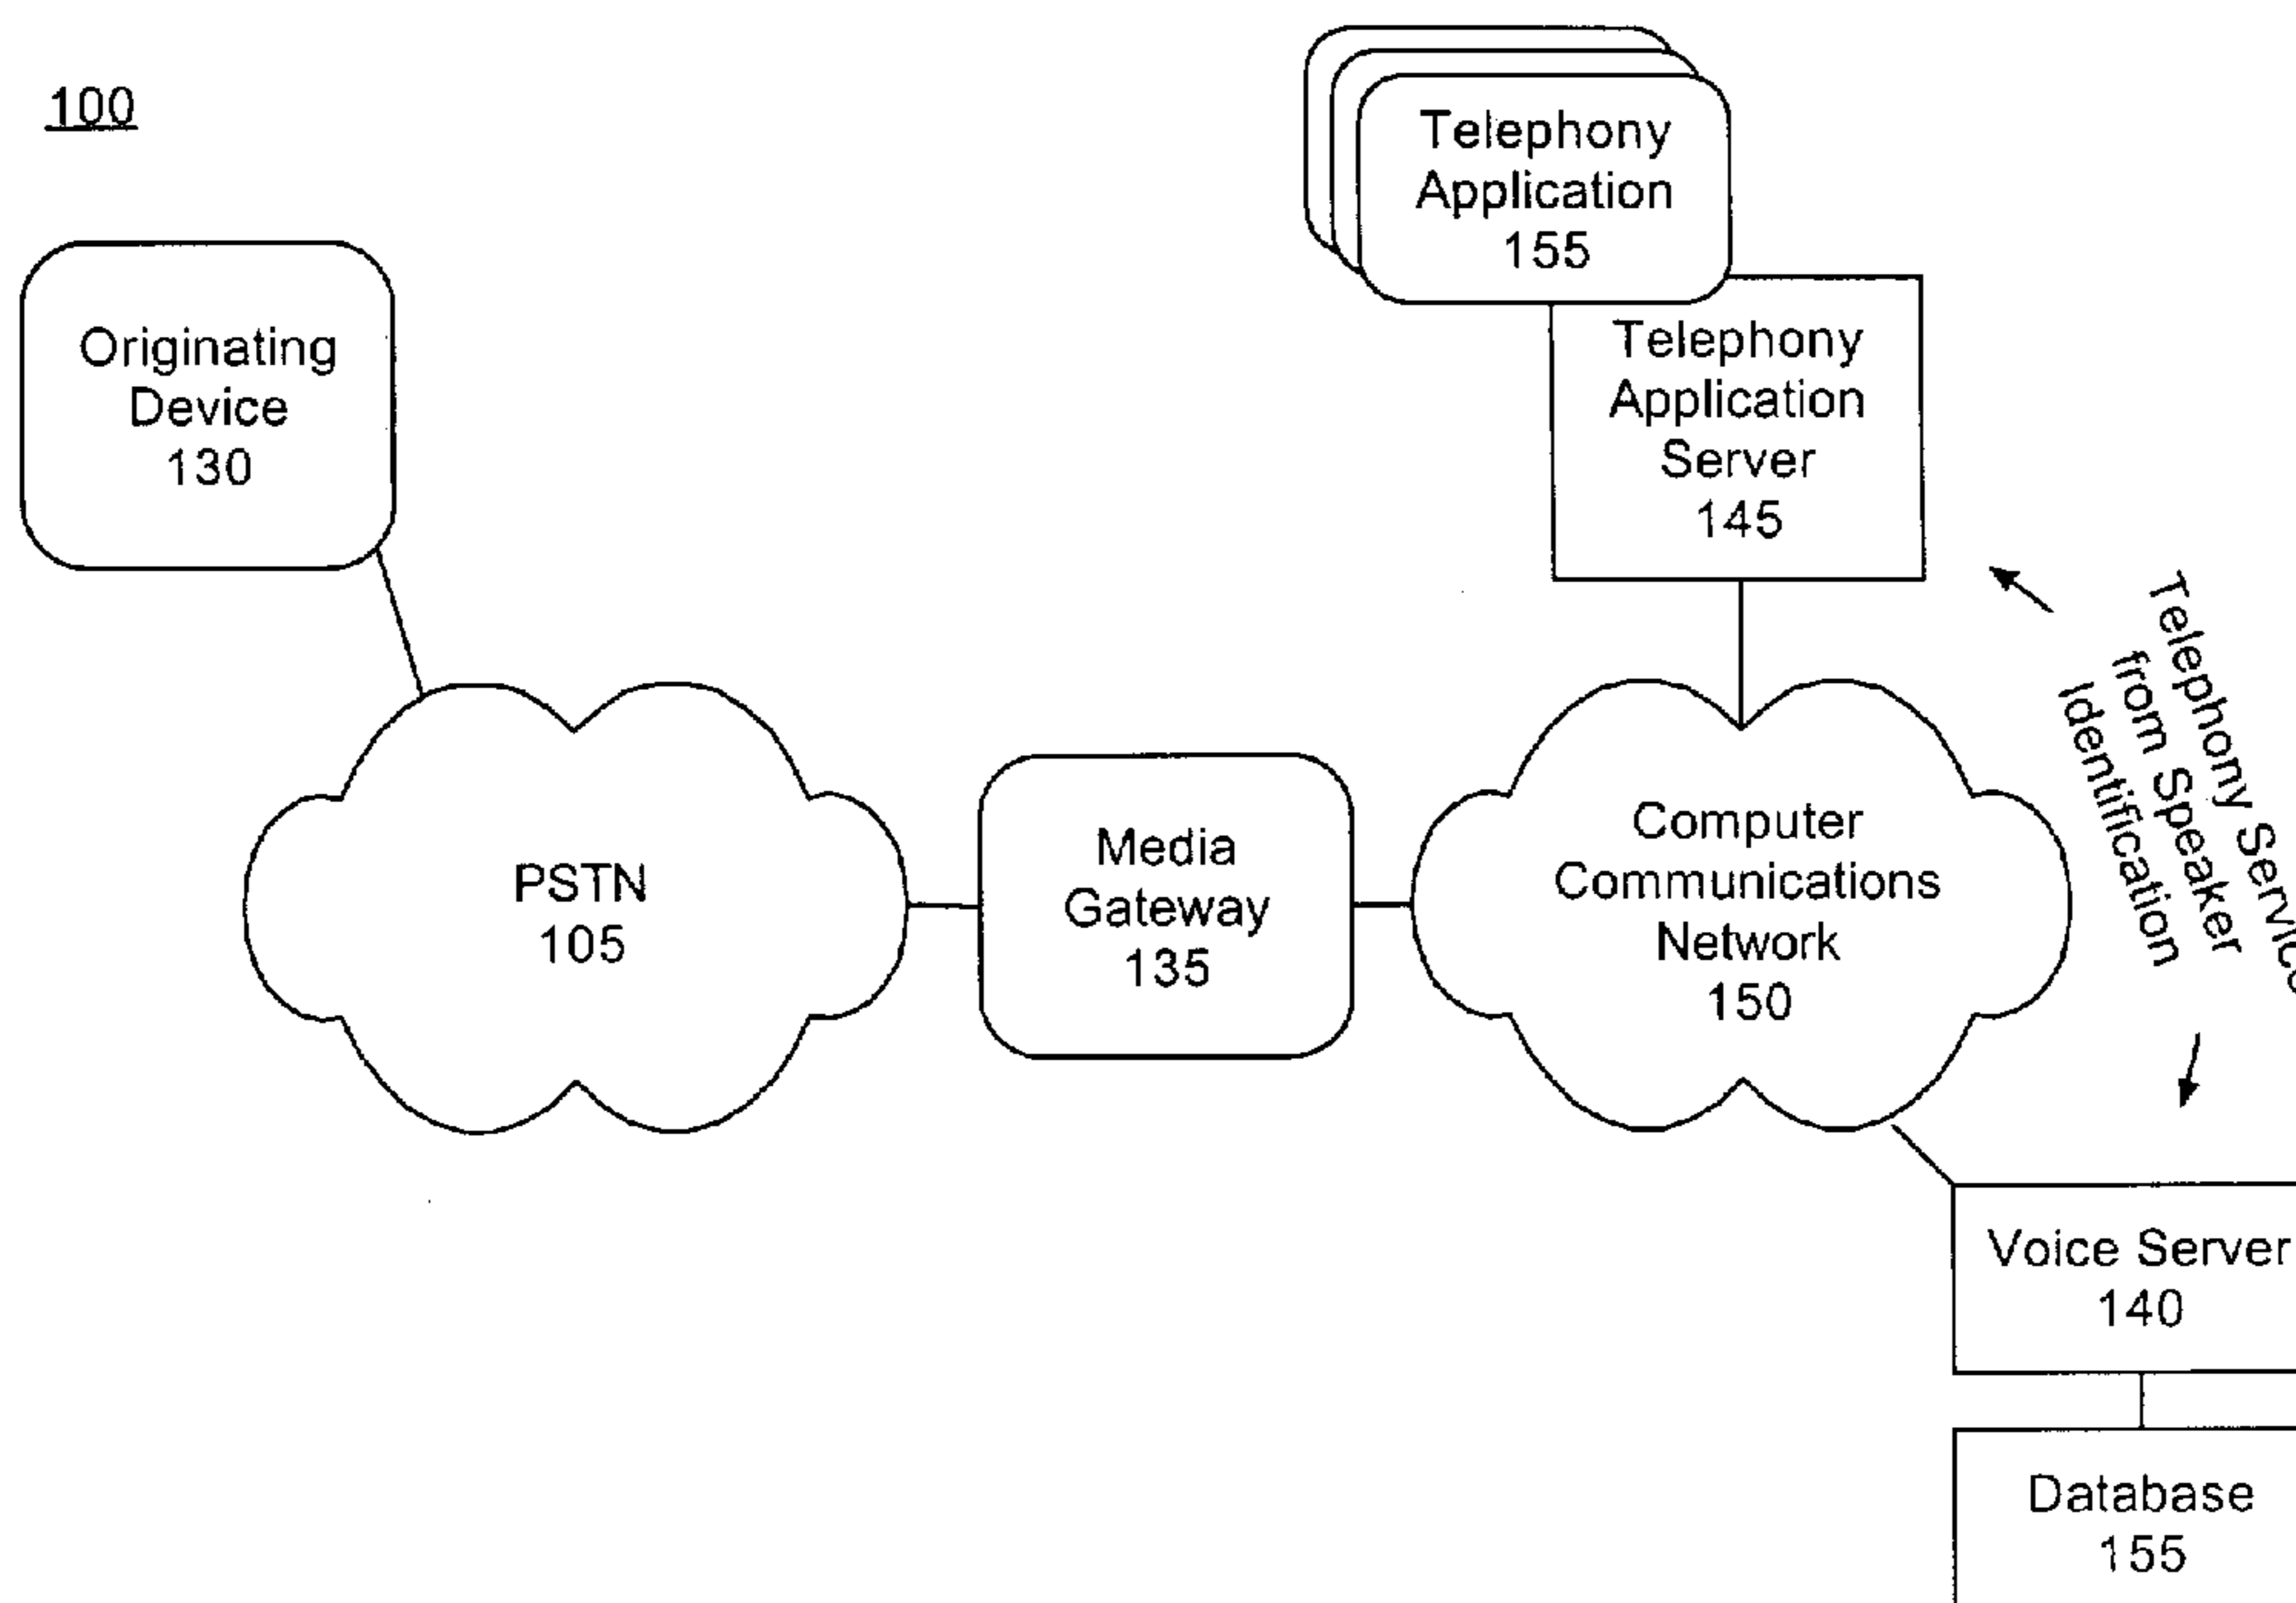 100
Telephony
Application
155
Originating
Device
130
Telephony
Application
Server
145
Telephony
from Speaker
Identification
PSTN
105
Media
Gateway
135
Computer
Communications
Network
150
Voice Server
140
Database
155